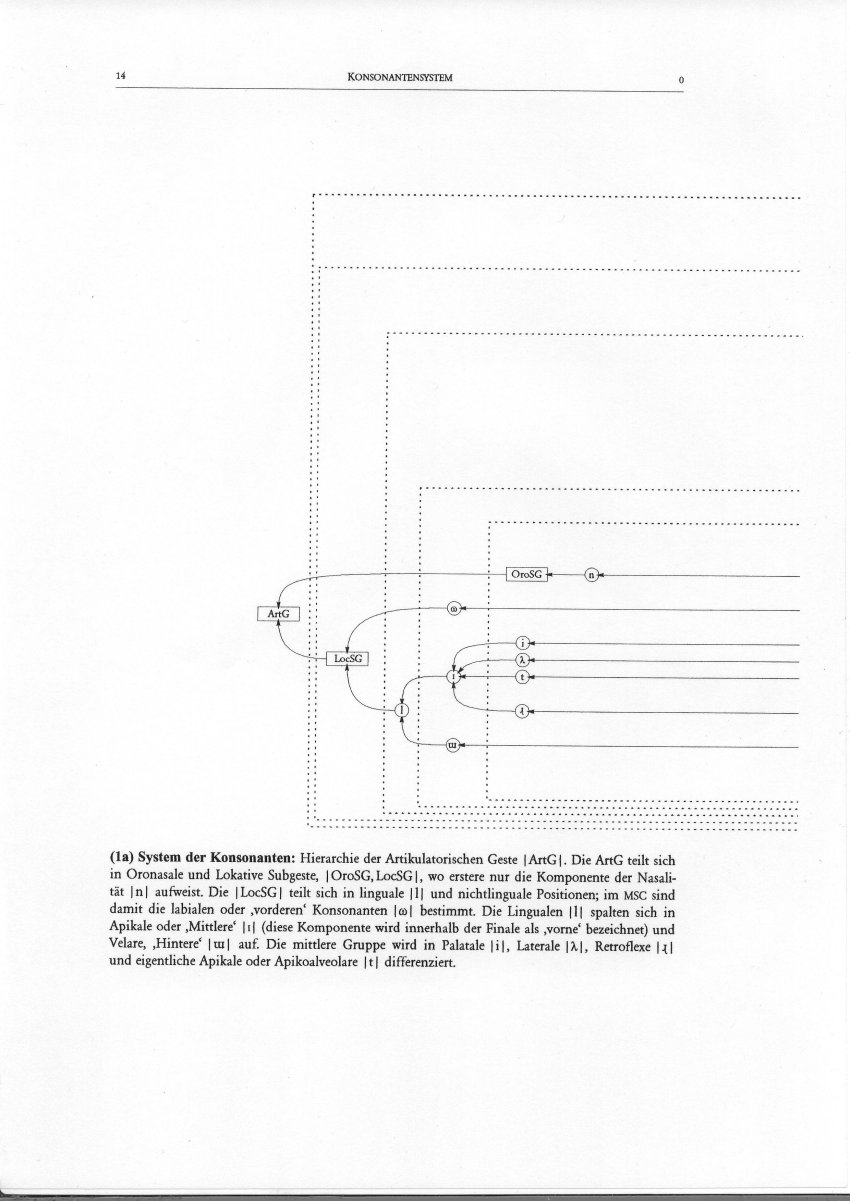 14 KONSONANTENSYSTEM 0
OroSG n
ω
ArtG
i
LocSG λ
ɪ t
l ɻ
ɯ
(1a) System der Konsonanten: Hierarchie der Artikulatorischen Geste |ArtG|. Die ArtG teilt sich
in Oronasale und Lokative Subgeste, |OroSG, LocSG|, wo erstere nur die Komponente der Nasali-
tät |n| aufweist. Die |LocSG| teilt sich in linguale |l| und nichtlinguale Positionen; im MSC sind
damit die labialen oder ‚vorderen‘ Konsonanten |ω| bestimmt. Die Lingualen |l| spalten sich in
Apikale oder ‚Mittlere‘ |ɪ| (diese Komponente wird innerhalb der Finale als ‚vorne‘ bezeichnet) und
Velare, ‚Hintere‘ |ɯ| auf. Die mittlere Gruppe wird in Palatale |i|, Laterale |λ|, Retroflexe |ɻ|
und eigentliche Apikale oder Apikoalveolare |t| differenziert.